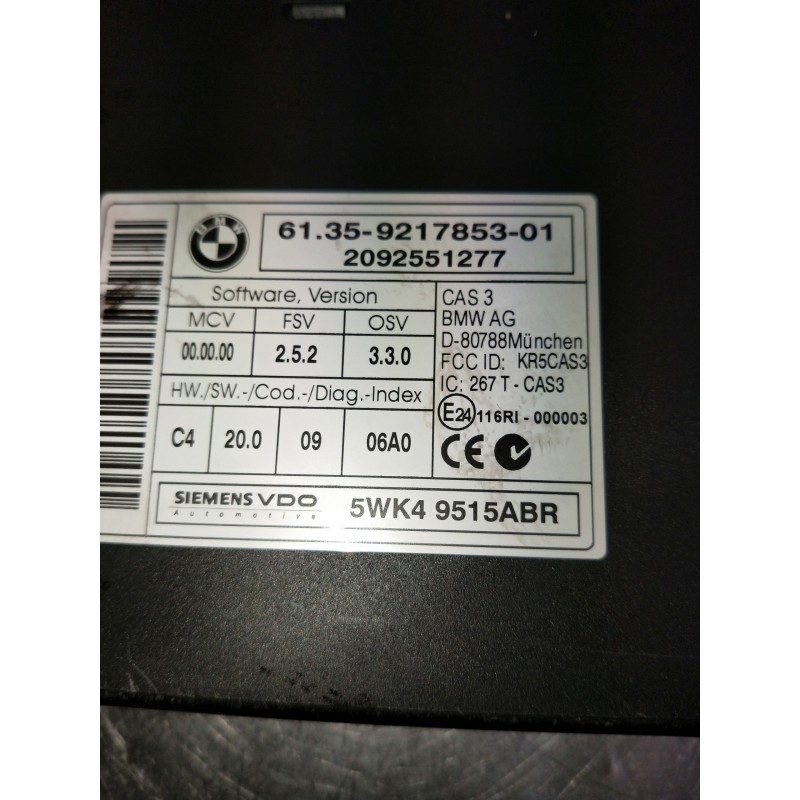 BMW
61.35-9217853-01
2092551277
Software, Version
MCV FSV OSV
00.00.00 2.5.2 3.3.0
HW./SW.-/Cod.-/Diag.-Index
C4 20.0 09 06A0
CAS 3
BMW AG
D-80788München
FCC ID: KR5CAS3
IC: 267 T - CAS3
E24 116RI - 000003
CE
SIEMENS VDO
Automotive
5WK4 9515ABR